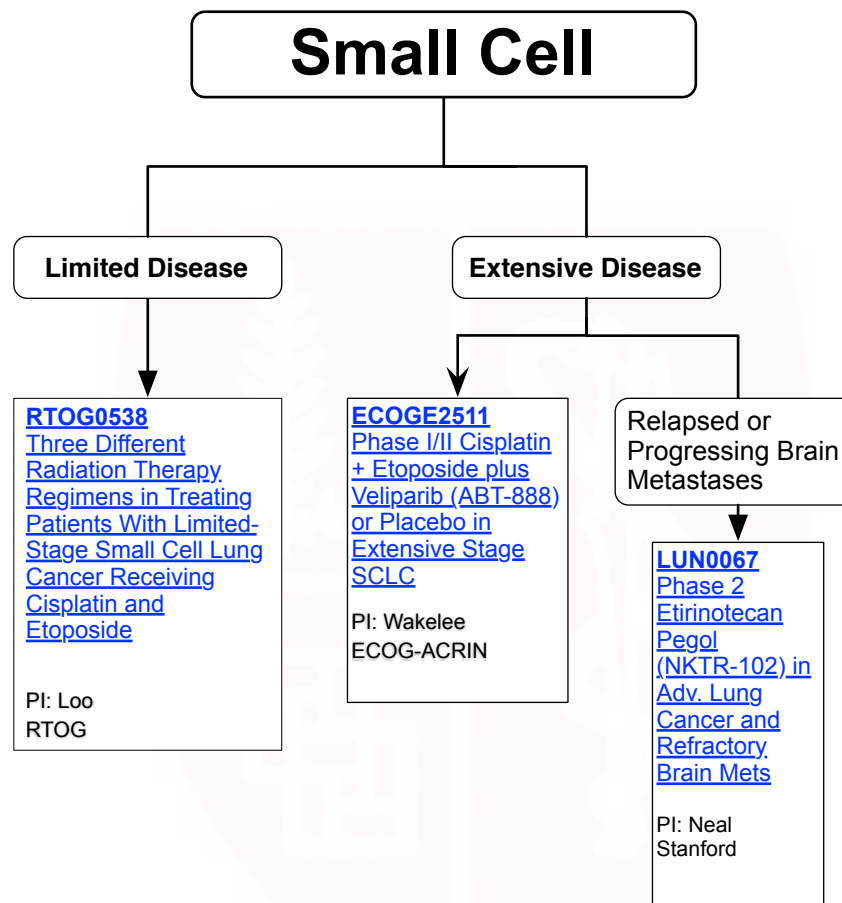 Small Cell
Limited Disease
Extensive Disease
RTOG0538
Three Different
Radiation Therapy
Regimens in Treating
Patients With Limited-
Stage Small Cell Lung
Cancer Receiving
Cisplatin and
Etoposide
PI: Loo
RTOG
ECOGE2511
Phase I/II Cisplatin
+ Etoposide plus
Veliparib (ABT-888)
or Placebo in
Extensive Stage
SCLC
PI: Wakelee
ECOG-ACRIN
Relapsed or
Progressing Brain
Metastases
LUN0067
Phase 2
Etirinotecan
Pegol
(NKTR-102) in
Adv. Lung
Cancer and
Refractory
Brain Mets
PI: Neal
Stanford